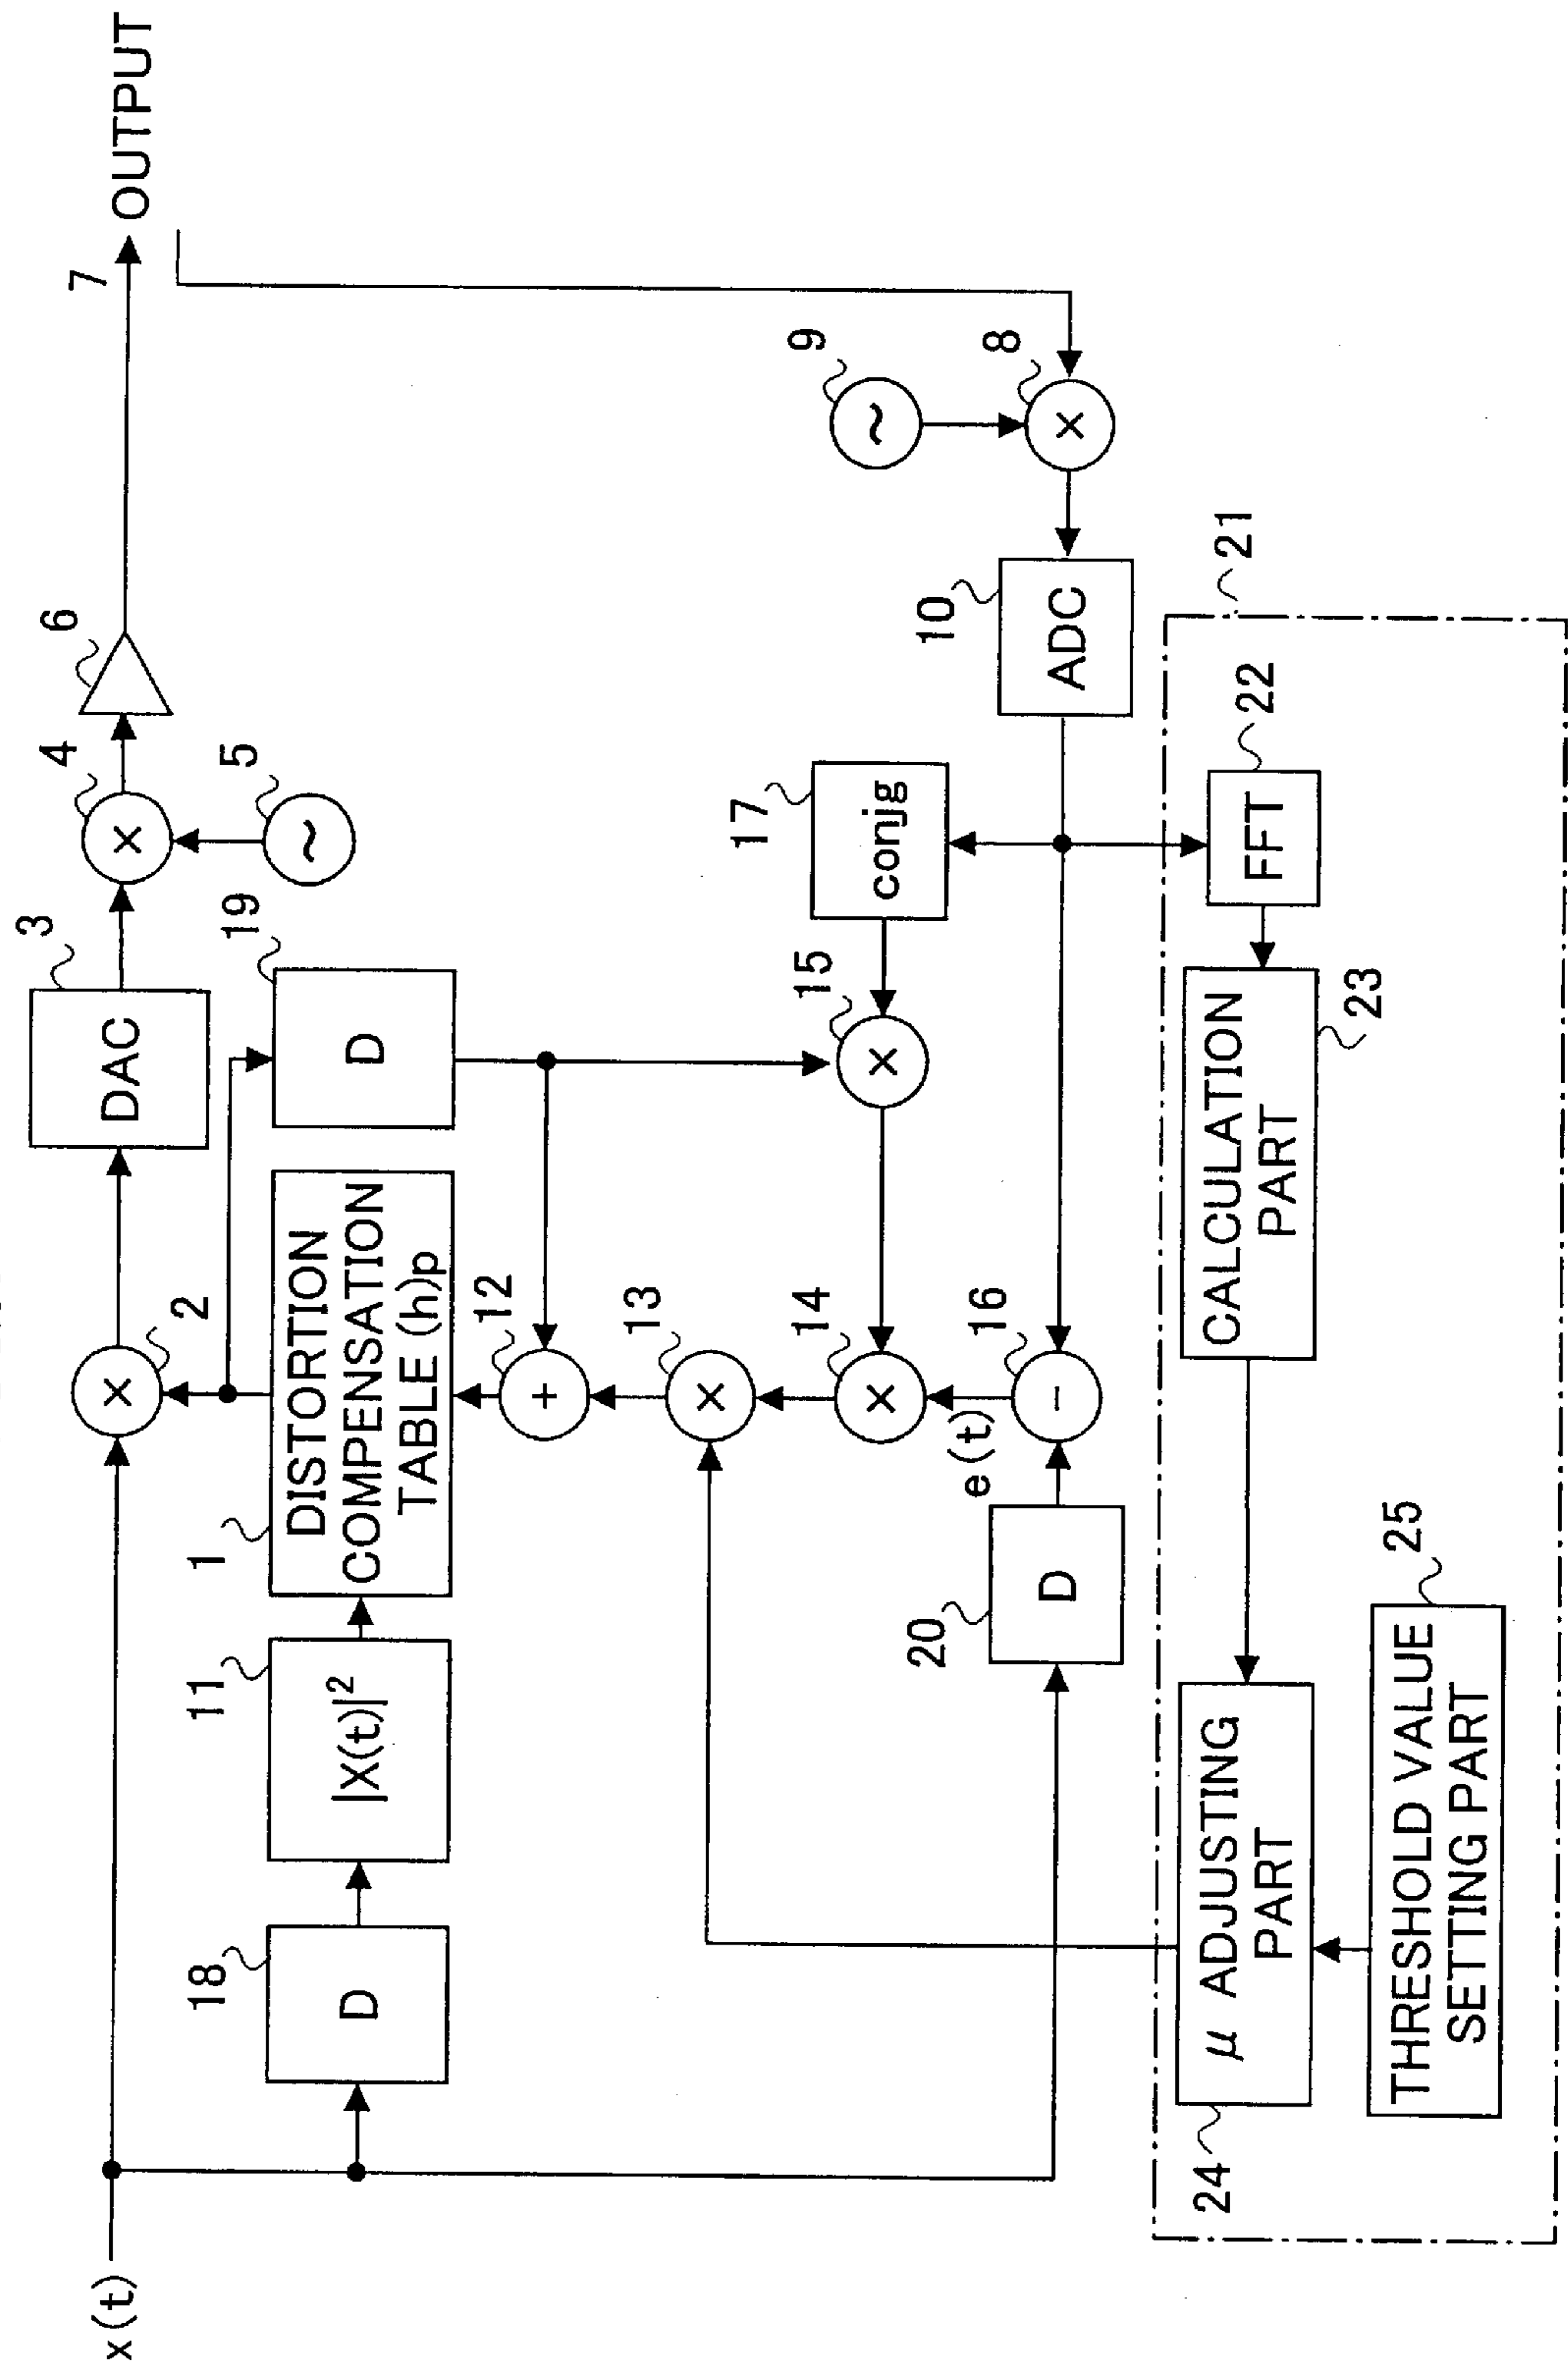 x(t)
2
3
DAC
4
5
6
7
OUTPUT
18
D
11
|X(t)|²
1
DISTORTION
COMPENSATION
TABLE (h)p
19
D
12
+
13
14
15
17
conjg
9
8
20
D
e(t)
16
-
10
ADC
21
24
μ ADJUSTING
PART
CALCULATION
PART
23
FFT
22
25
THRESHOLD VALUE
SETTING PART